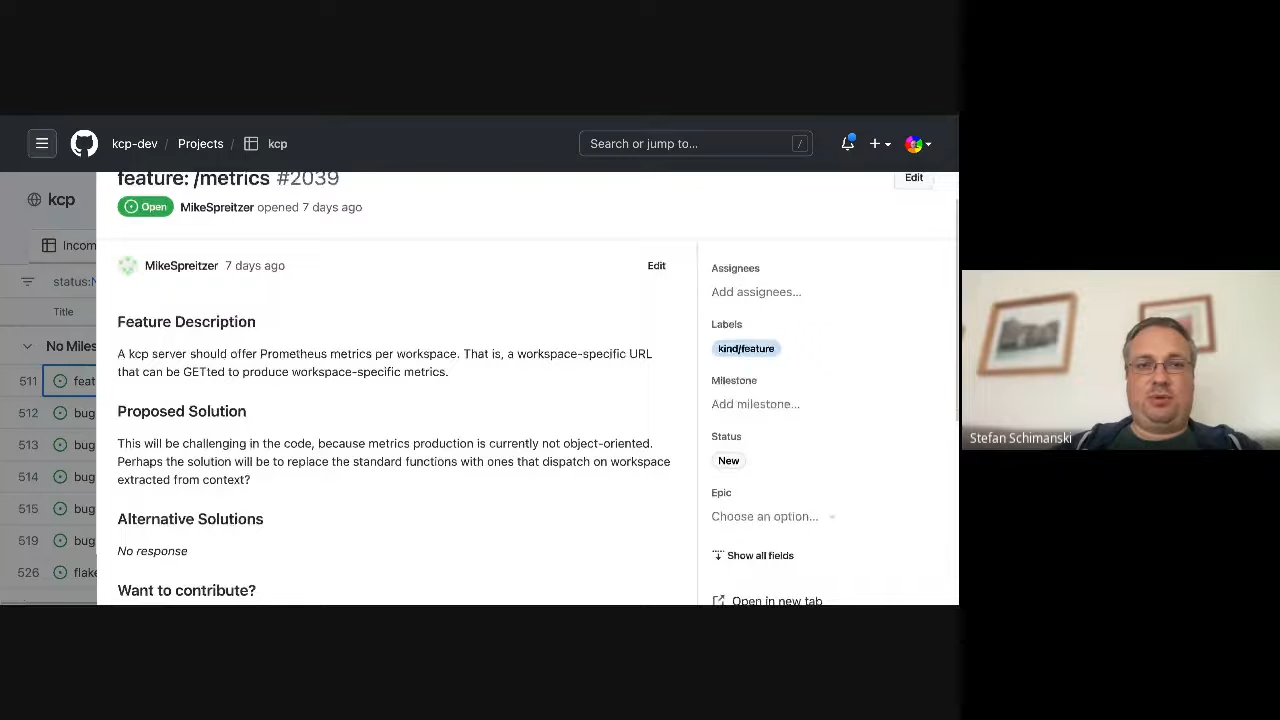 kcp-dev / Projects / kcp
Search or jump to... /
kcp
feature: /metrics #2039
Edit
Open MikeSpreitzer opened 7 days ago
Incom
status:N
Title
No Miles
511 feat
512 bug
513 bug
514 bug
515 bug
519 bug
526 flake
MikeSpreitzer 7 days ago Edit
Feature Description
A kcp server should offer Prometheus metrics per workspace. That is, a workspace-specific URL
that can be GETted to produce workspace-specific metrics.
Proposed Solution
This will be challenging in the code, because metrics production is currently not object-oriented.
Perhaps the solution will be to replace the standard functions with ones that dispatch on workspace
extracted from context?
Alternative Solutions
No response
Want to contribute?
Assignees
Add assignees...
Labels
kind/feature
Milestone
Add milestone...
Status
New
Epic
Choose an option...
Show all fields
Open in new tab
Stefan Schimanski